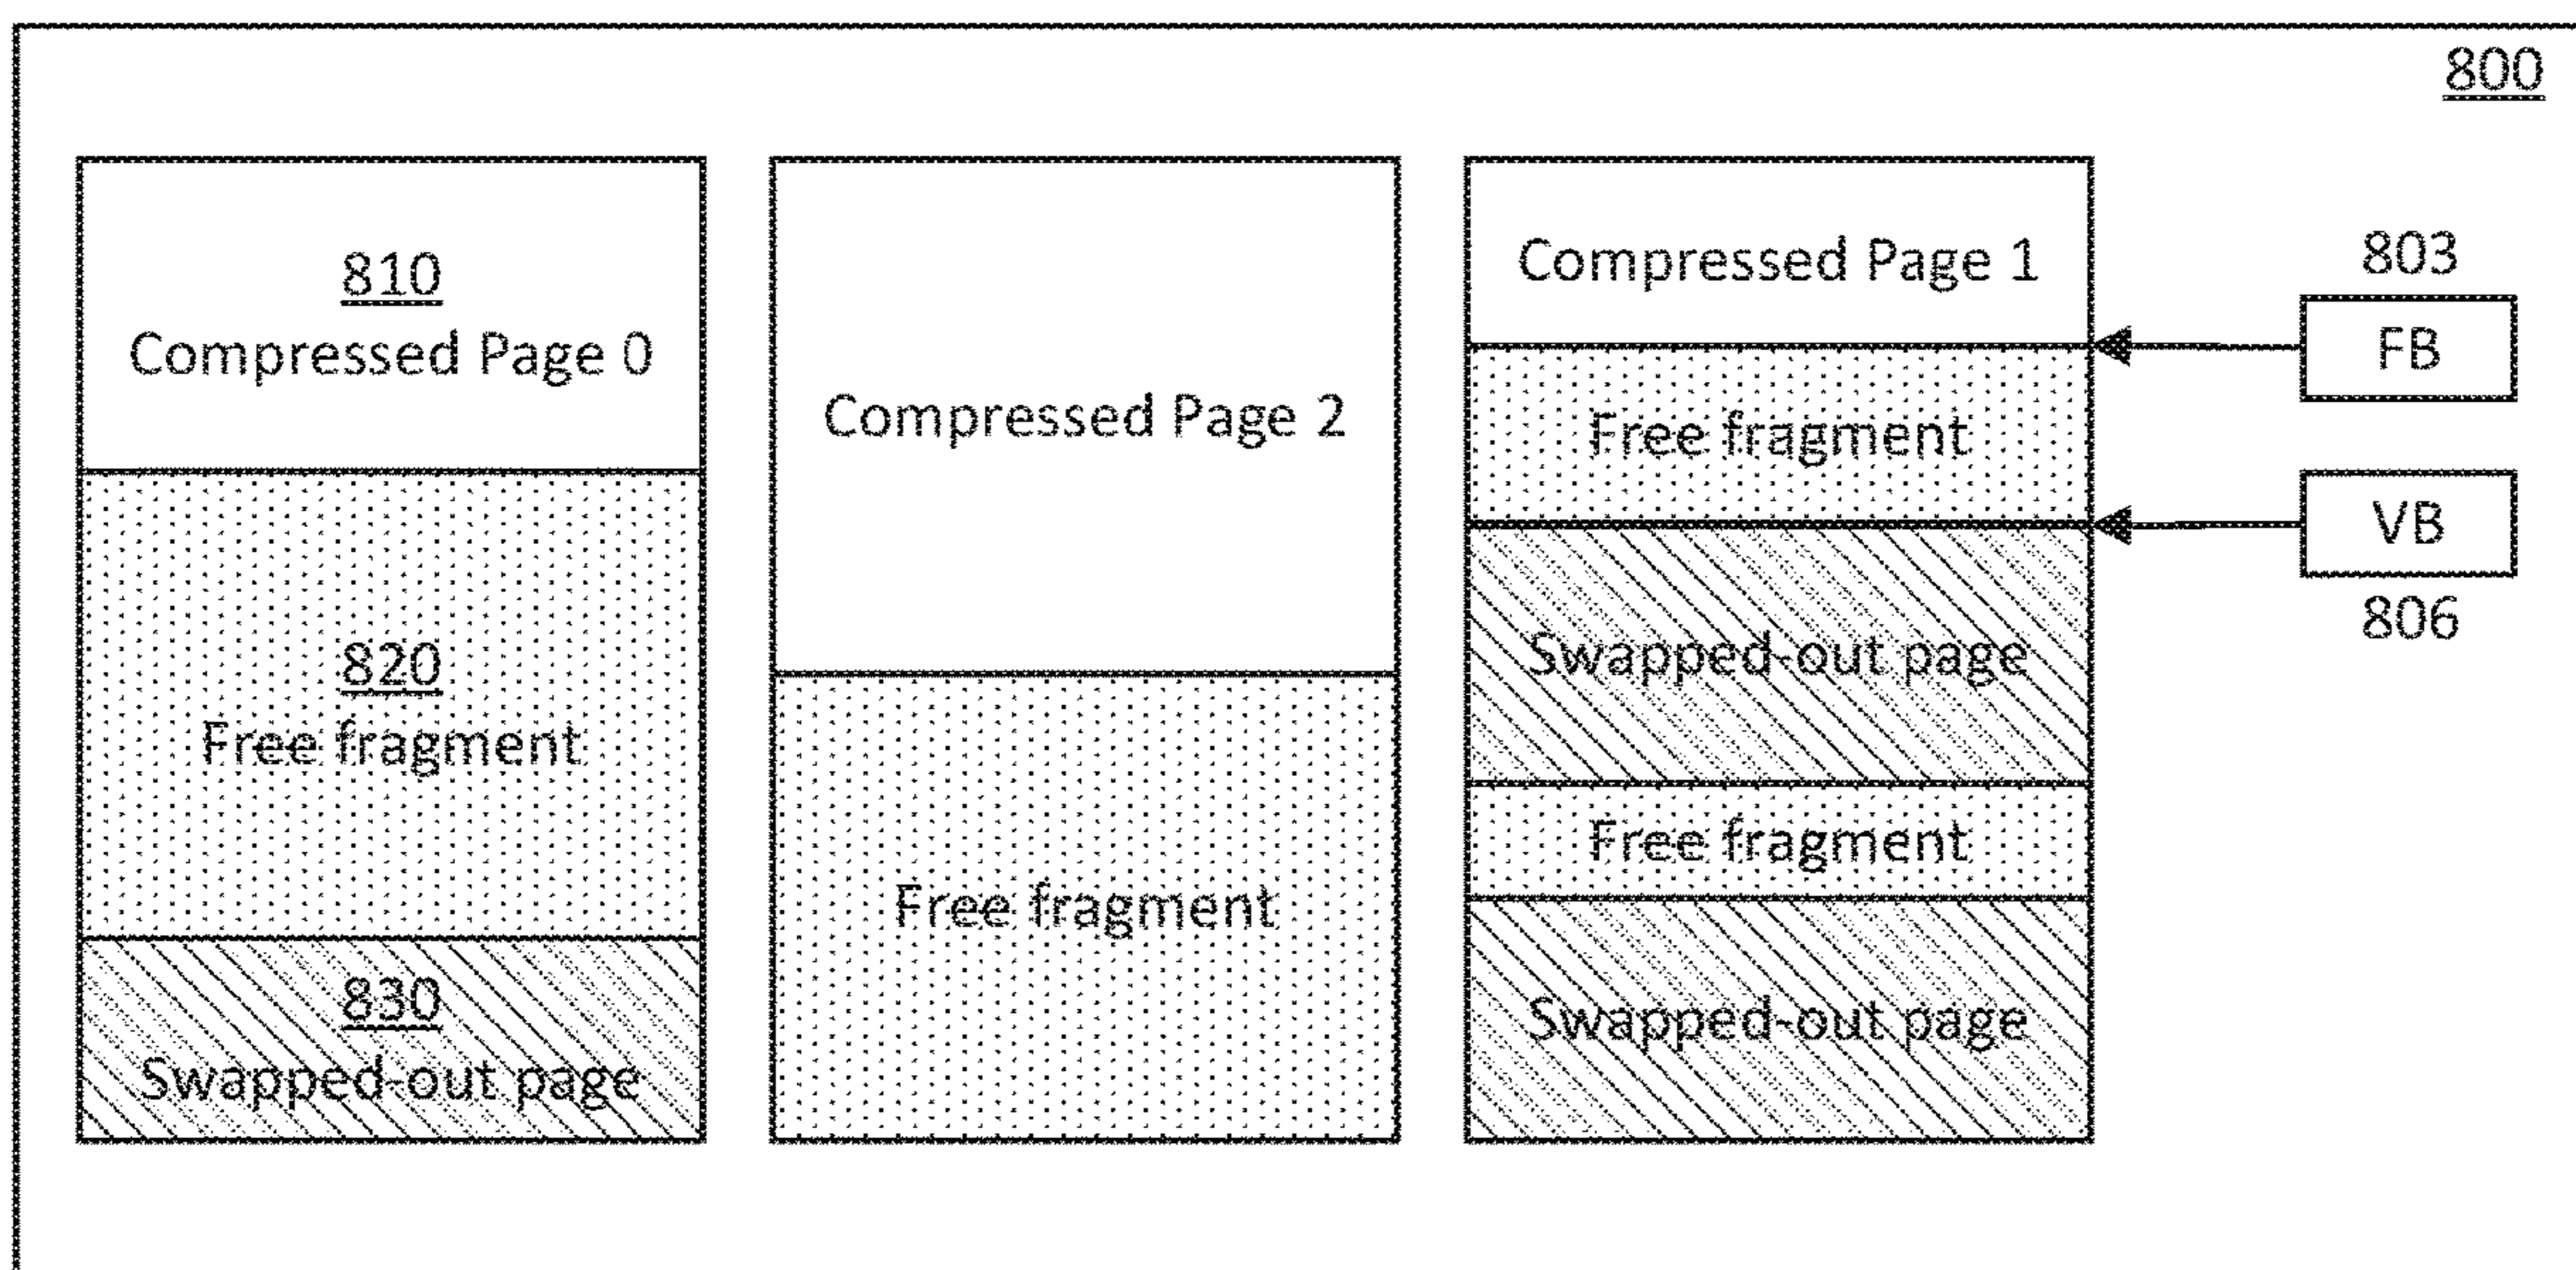 800
810
Compressed Page 0
820
Free fragment
830
Swapped-out page
Compressed Page 2
Free fragment
Compressed Page 1
Free fragment
Swapped-out page
Free fragment
Swapped-out page
803
FB
VB
806